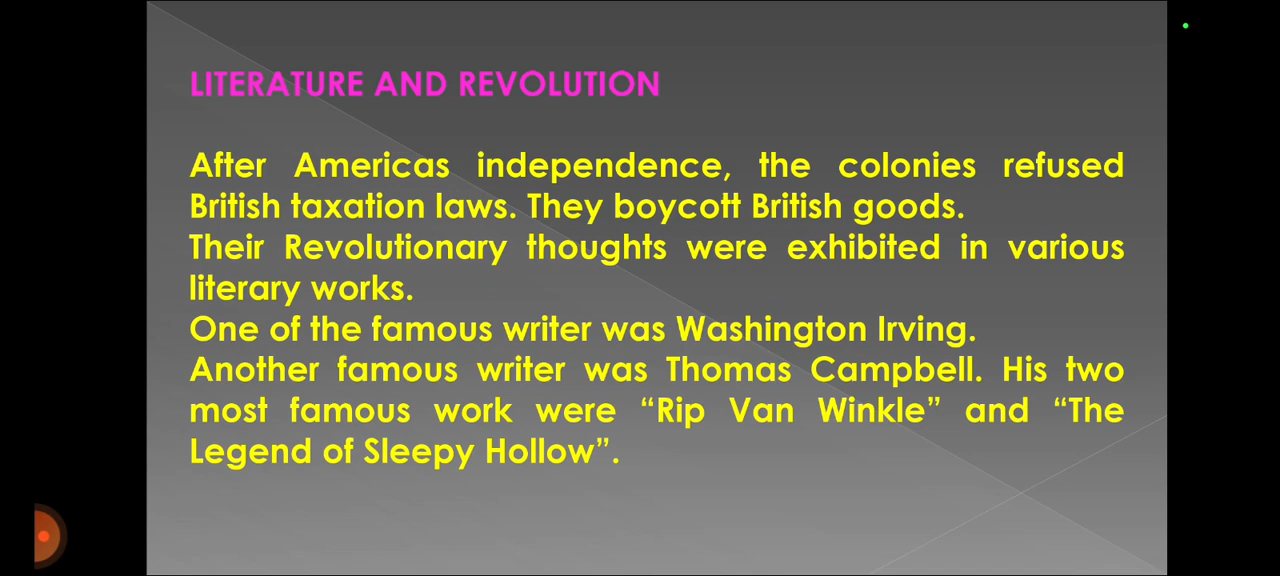 LITERATURE AND REVOLUTION
After Americas independence, the colonies refused
British taxation laws. They boycott British goods.
Their Revolutionary thoughts were exhibited in various
literary works.
One of the famous writer was Washington Irving.
Another famous writer was Thomas Campbell. His two
most famous work were “Rip Van Winkle” and “The
Legend of Sleepy Hollow”.